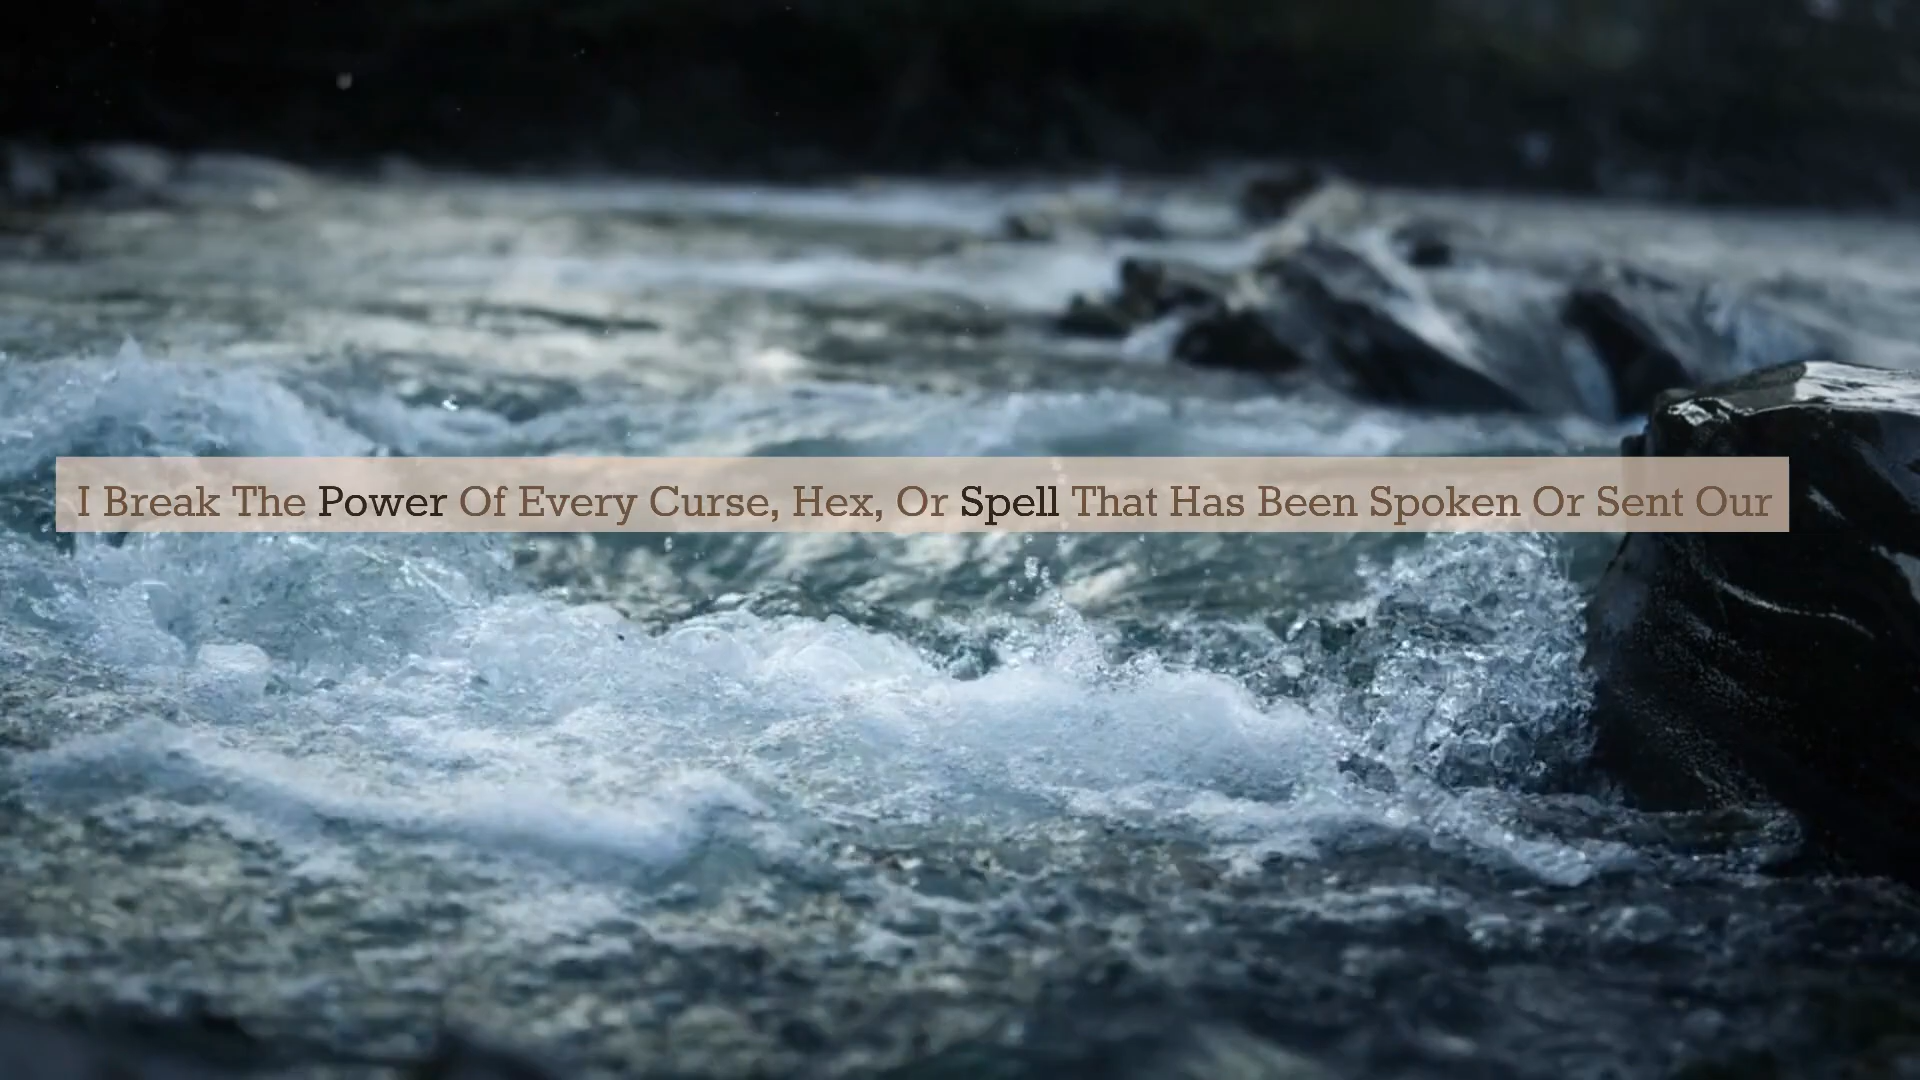 I Break The Power Of Every Curse, Hex, Or Spell That Has Been Spoken Or Sent Our